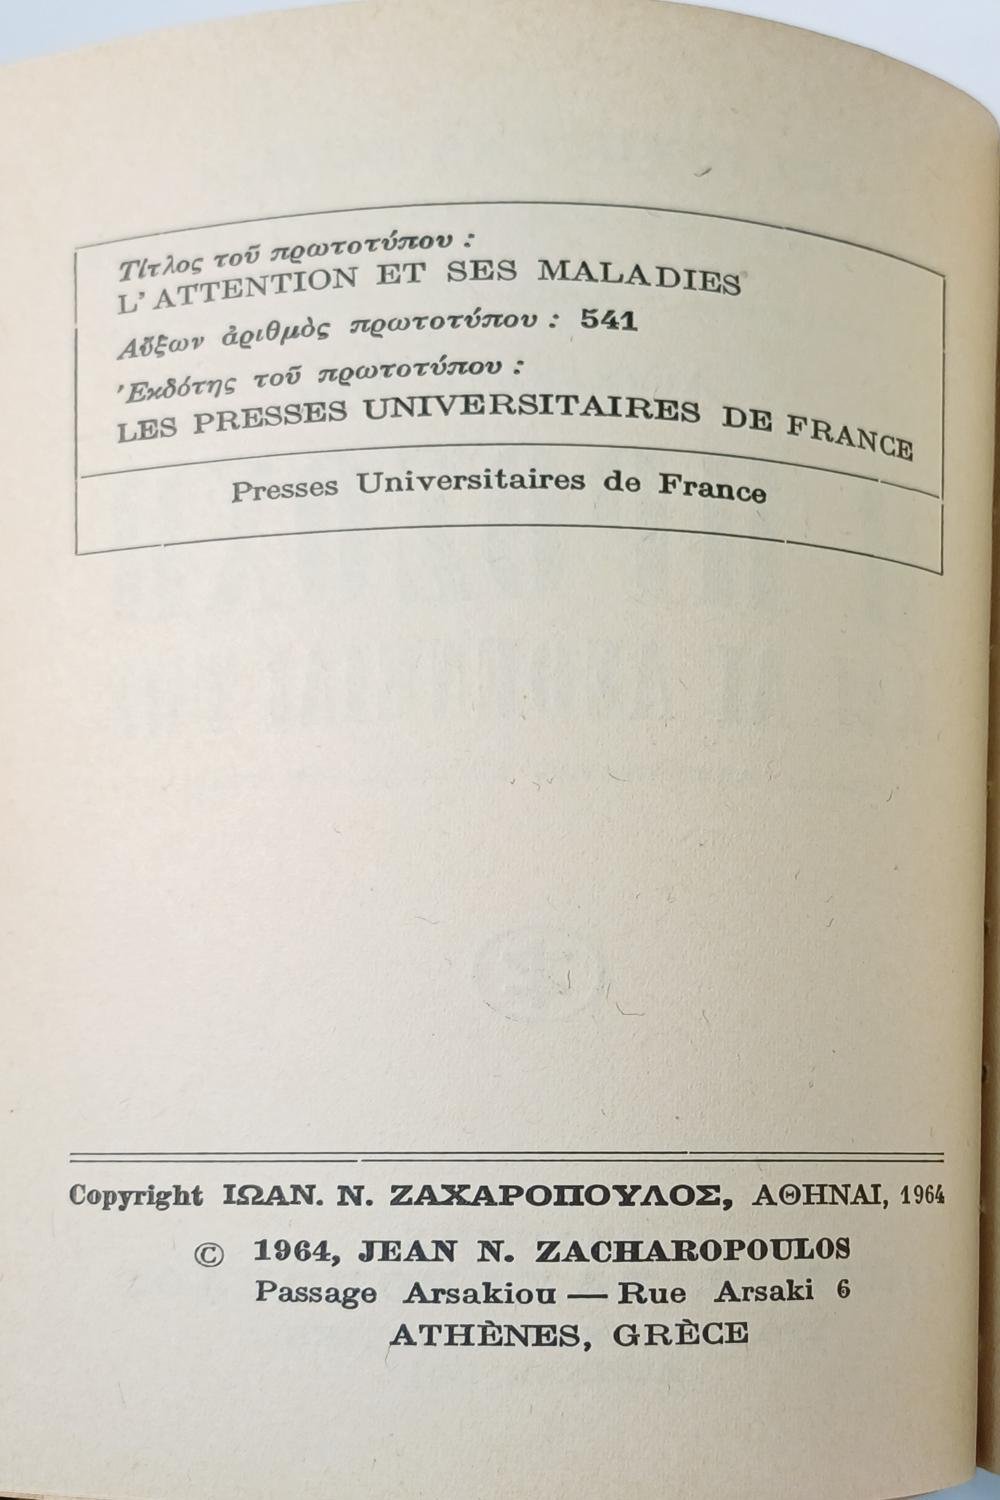 Τίτλος τοῦ πρωτοτύπου :
L' ATTENTION ET SES MALADIES
Αὔξων ἀριθμὸς πρωτοτύπου : 541
Ἐκδότης τοῦ πρωτοτύπου :
LES PRESSES UNIVERSITAIRES DE FRANCE
Presses Universitaires de France
Copyright ΙΩΑΝ. Ν. ΖΑΧΑΡΟΠΟΥΛΟΣ, ΑΘΗΝΑΙ, 1964
© 1964, JEAN N. ZACHAROPOULOS
Passage Arsakiou — Rue Arsaki 6
ATHÈNES, GRÈCE